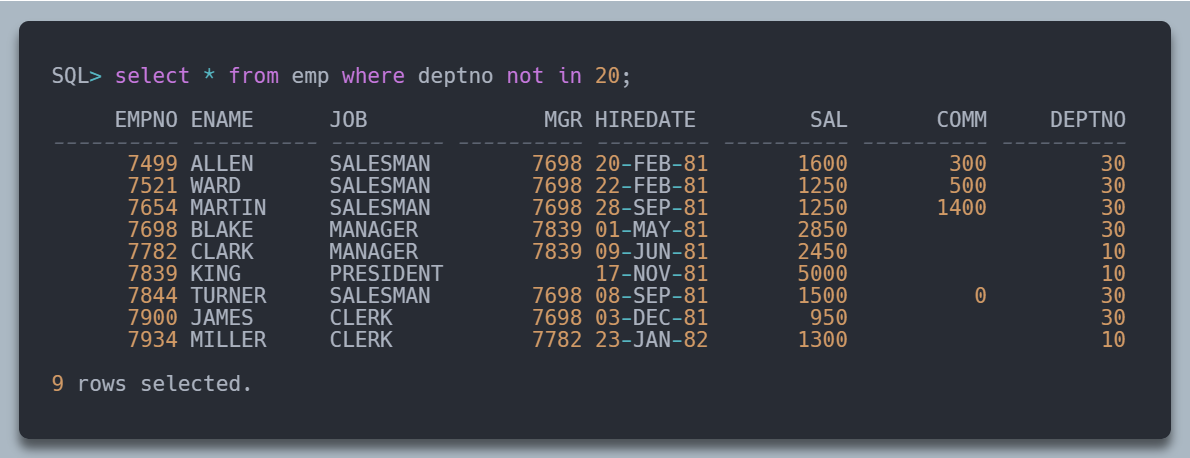 SQL> select * from emp where deptno not in 20;
     EMPNO ENAME      JOB              MGR HIREDATE         SAL       COMM     DEPTNO
---------- ---------- --------- ---------- --------- ---------- ---------- ----------
      7499 ALLEN      SALESMAN        7698 20-FEB-81       1600        300         30
      7521 WARD       SALESMAN        7698 22-FEB-81       1250        500         30
      7654 MARTIN     SALESMAN        7698 28-SEP-81       1250       1400         30
      7698 BLAKE      MANAGER         7839 01-MAY-81       2850                    30
      7782 CLARK      MANAGER         7839 09-JUN-81       2450                    10
      7839 KING       PRESIDENT            17-NOV-81       5000                    10
      7844 TURNER     SALESMAN        7698 08-SEP-81       1500          0         30
      7900 JAMES      CLERK           7698 03-DEC-81        950                    30
      7934 MILLER     CLERK           7782 23-JAN-82       1300                    10
9 rows selected.